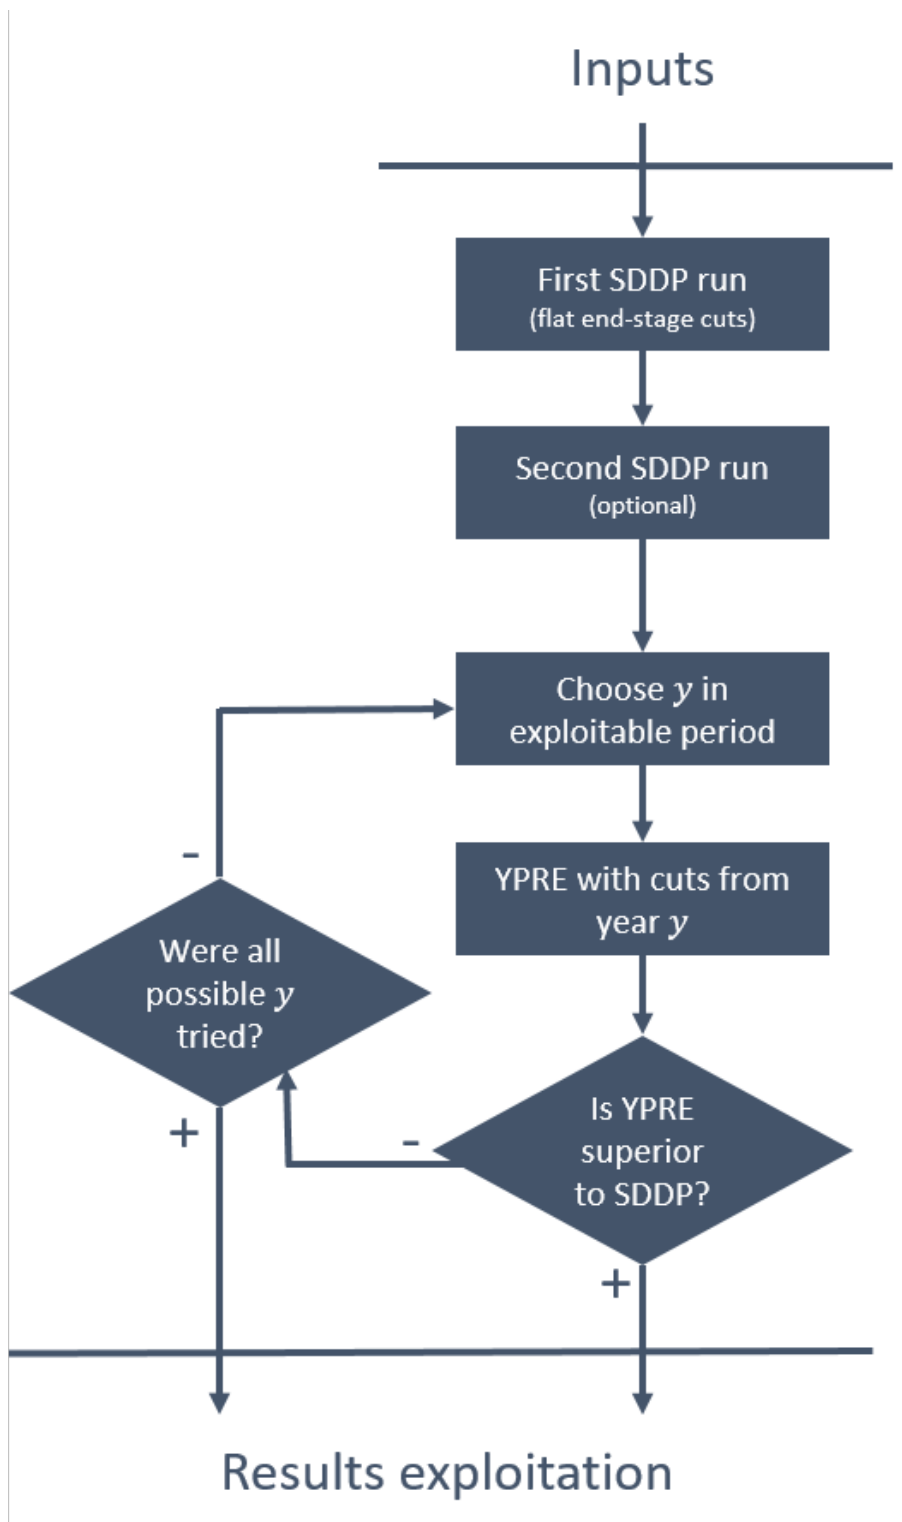 Inputs
First SDDP run
(flat end-stage cuts)
Second SDDP run
(optional)
Choose y in
exploitable period
YPRE with cuts from
year y
-
Were all
possible y
tried?
+
-
Is YPRE
superior
to SDDP?
+
Results exploitation